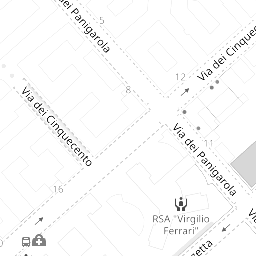 Via dei Panigarola
5
Via dei Cinquecento
12
8
Via dei Cinquecento
Via dei Panigarola
11
16
RSA "Virgilio
Ferrari"